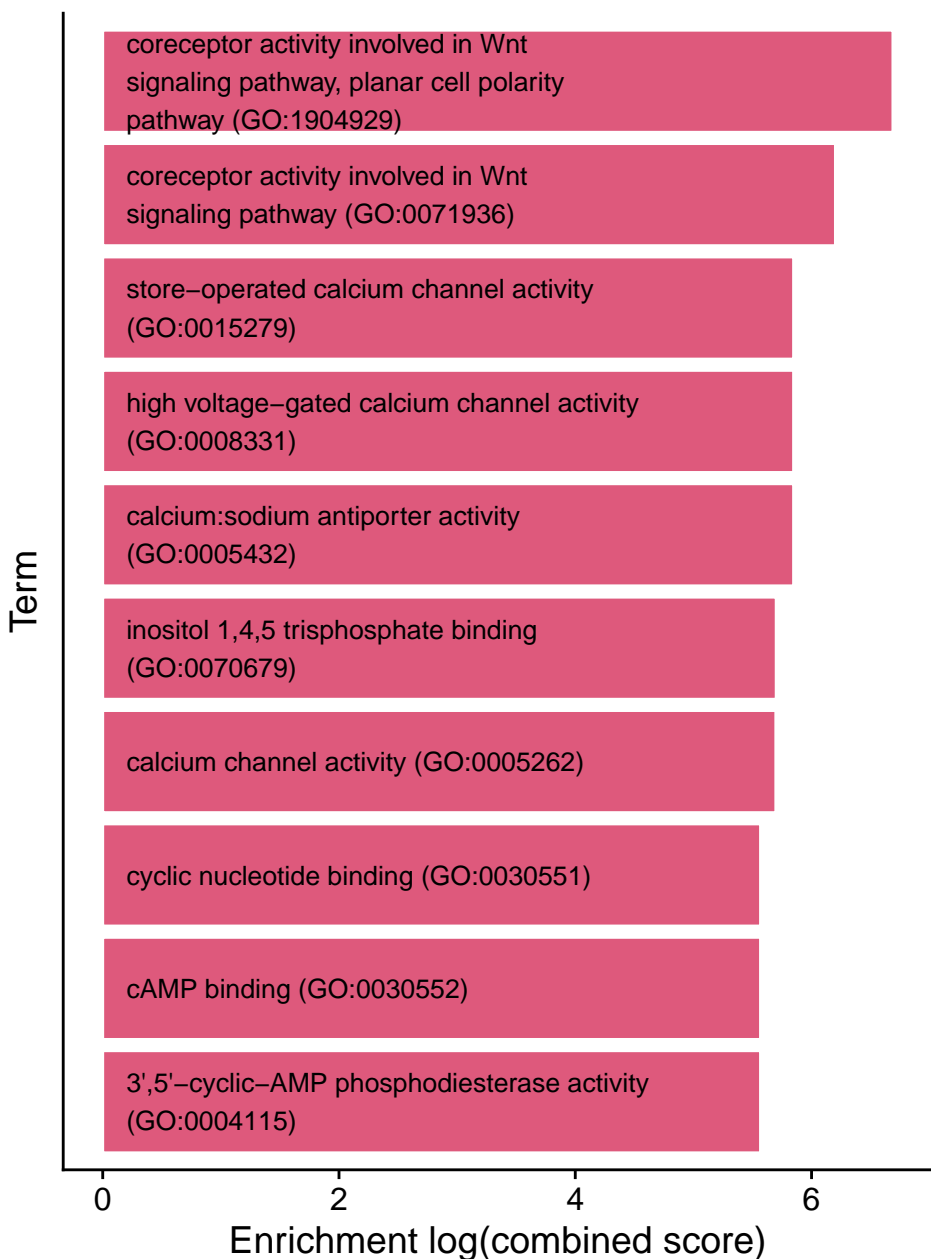 coreceptor activity involved in Wnt
signaling pathway, planar cell polarity
pathway (GO:1904929)
coreceptor activity involved in Wnt
signaling pathway (GO:0071936)
store−operated calcium channel activity
(GO:0015279)
high voltage−gated calcium channel activity
(GO:0008331)
calcium:sodium antiporter activity
(GO:0005432)
inositol 1,4,5 trisphosphate binding
(GO:0070679)
calcium channel activity (GO:0005262)
cyclic nucleotide binding (GO:0030551)
cAMP binding (GO:0030552)
3',5'−cyclic−AMP phosphodiesterase activity
(GO:0004115)
Term
0 2 4 6
Enrichment log(combined score)